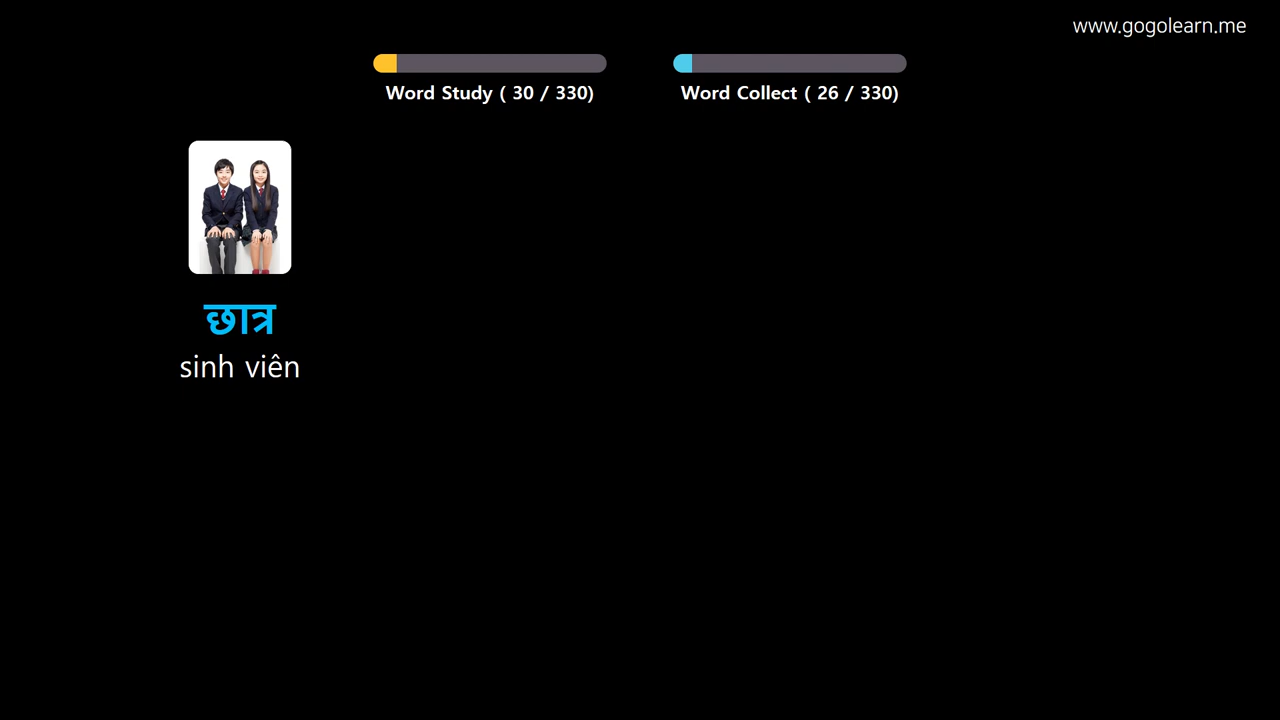 www.gogolearn.me
Word Study ( 30 / 330)
Word Collect ( 26 / 330)
छात्र
sinh viên